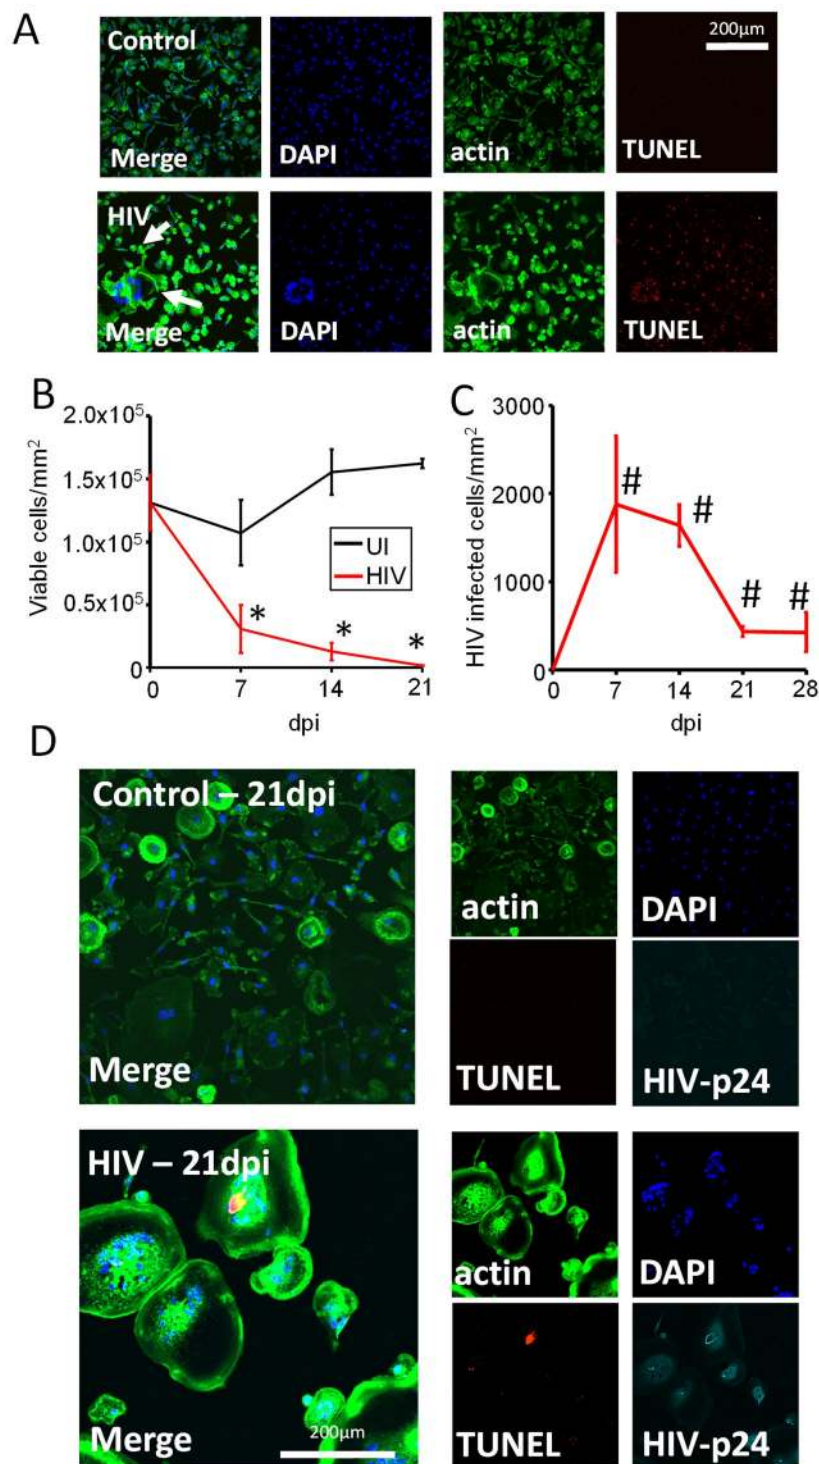 A
Control
Merge
DAPI
actin
200μm
TUNEL
HIV
Merge
DAPI
actin
TUNEL
B
Viable cells/mm²
2.0x10⁵
1.5x10⁵
1.0x10⁵
0.5x10⁵
0
UI
HIV
*
*
*
0 7 14 21
dpi
C
HIV infected cells/mm²
3000
2000
1000
0
#
#
#
#
0 7 14 21 28
dpi
D
Control – 21dpi
Merge
actin
DAPI
TUNEL
HIV-p24
HIV – 21dpi
Merge
200μm
actin
DAPI
TUNEL
HIV-p24